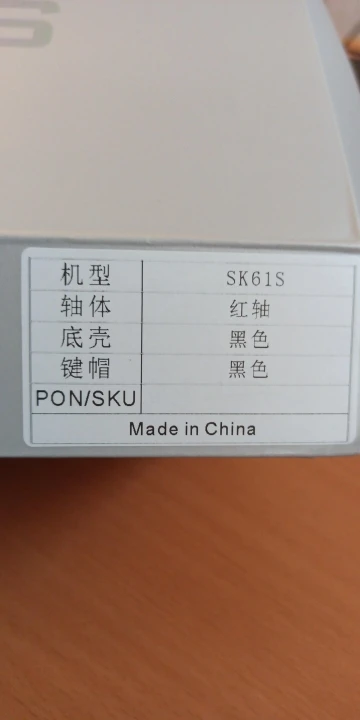 S
机型 SK61S
轴体 红轴
底壳 黑色
键帽 黑色
PON/SKU
Made in China